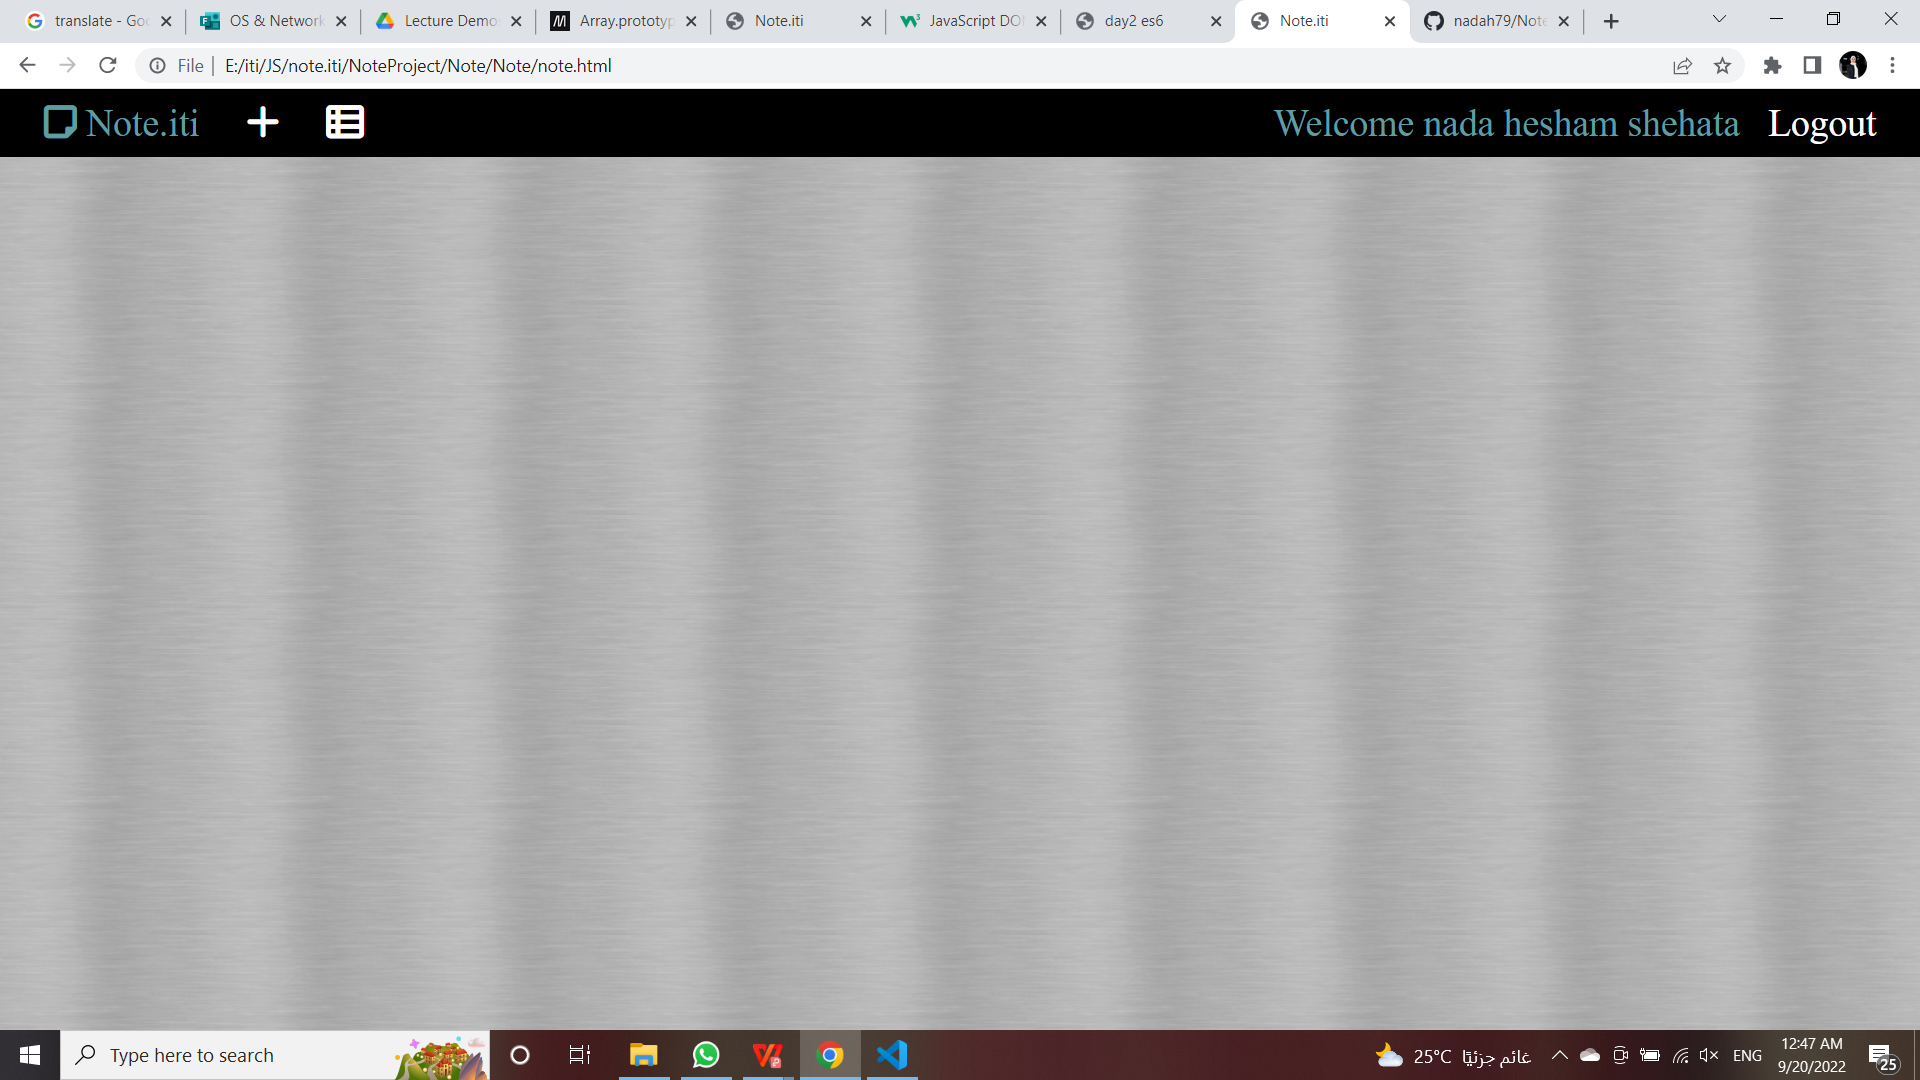 translate - Goo
OS & Network
Lecture Demo
Array.prototyp
Note.iti
JavaScript DO
day2 es6
Note.iti
nadah79/Note
File
E:/iti/JS/note.iti/NoteProject/Note/Note/note.html
Note.iti
Welcome nada hesham shehata
Logout
Type here to search
25°C غائم جزئيًا
ENG
12:47 AM
9/20/2022
25